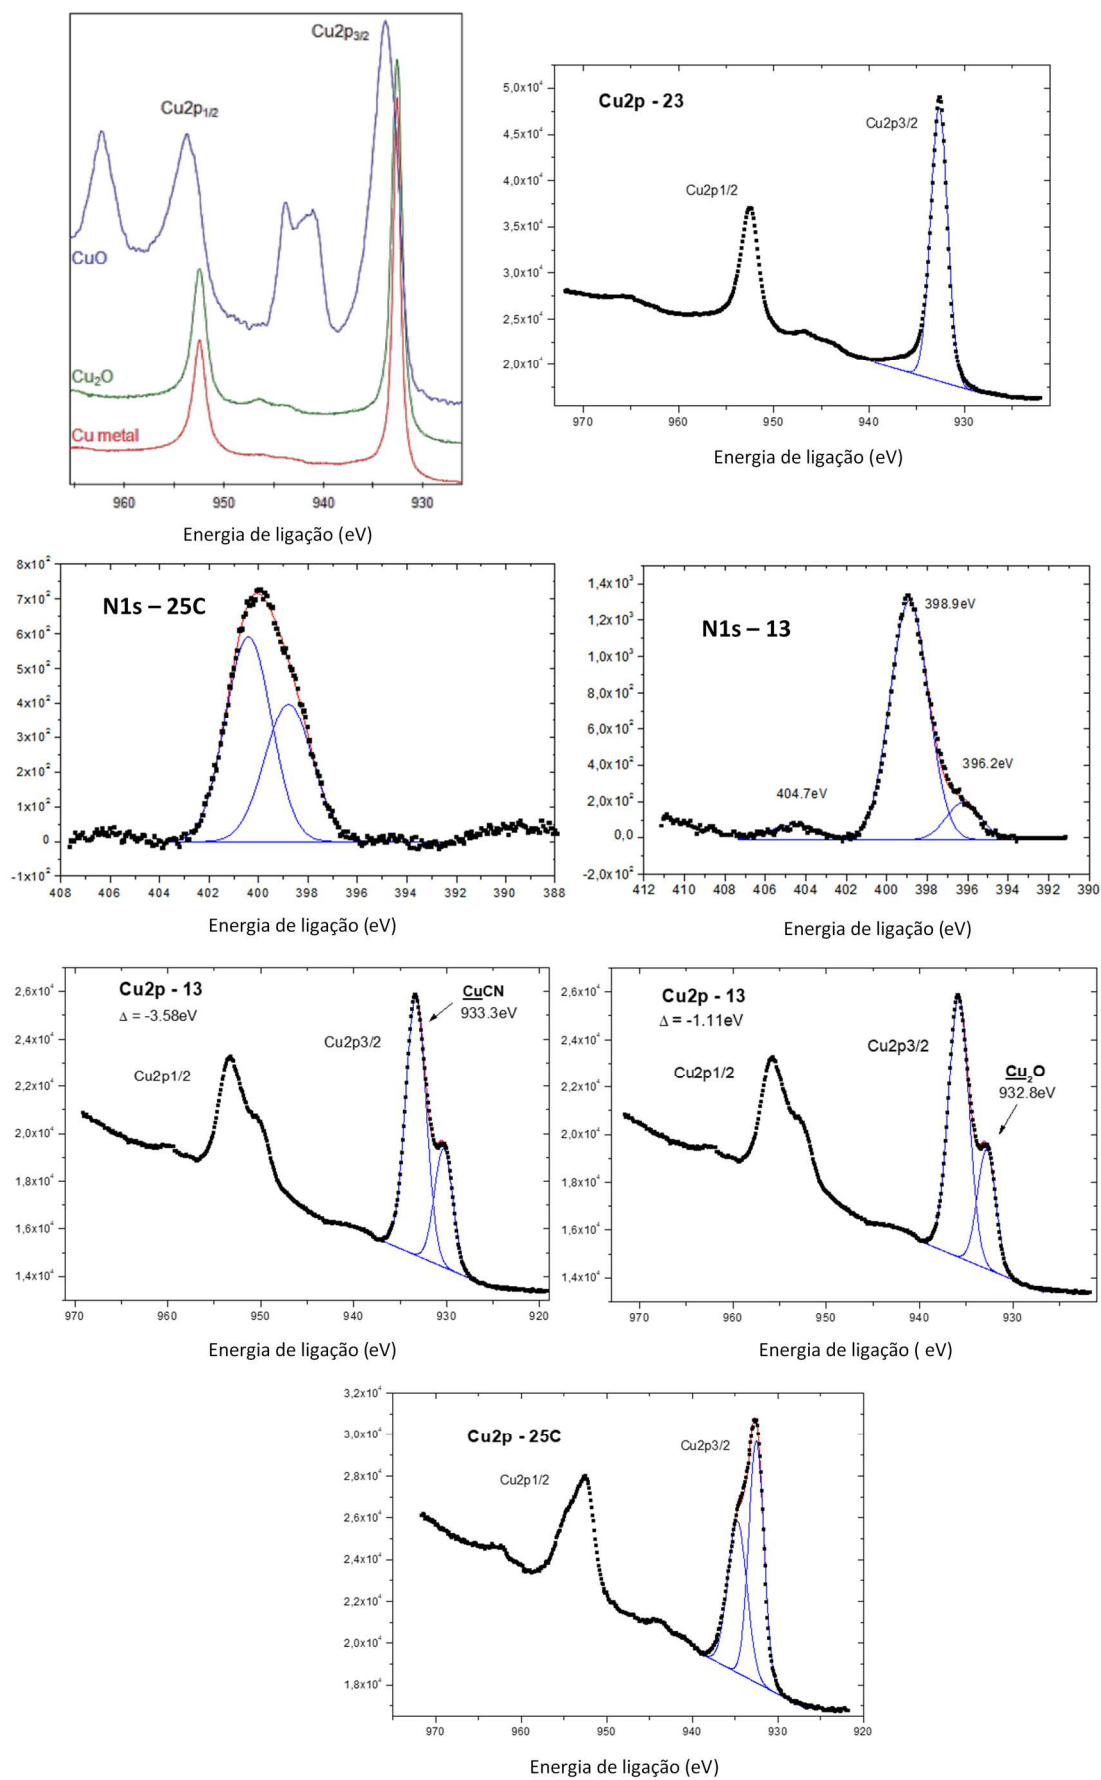 Cu2p3/2
Cu2p1/2
CuO
Cu2O
Cu metal
960 950 940 930
Energia de ligação (eV)
Cu2p - 23
Cu2p3/2
Cu2p1/2
5,0x10⁴
4,5x10⁴
4,0x10⁴
3,5x10⁴
3,0x10⁴
2,5x10⁴
2,0x10⁴
970 960 950 940 930
Energia de ligação (eV)
N1s – 25C
8x10²
7x10²
6x10²
5x10²
4x10²
3x10²
2x10²
1x10²
0
-1x10²
408 406 404 402 400 398 396 394 392 390 388
Energia de ligação (eV)
N1s – 13
398.9eV
396.2eV
404.7eV
1,4x10³
1,2x10³
1,0x10³
8,0x10²
6,0x10²
4,0x10²
2,0x10²
0,0
-2,0x10²
412 410 408 406 404 402 400 398 396 394 392 390
Energia de ligação (eV)
Cu2p - 13
Δ = -3.58eV
CuCN
933.3eV
Cu2p3/2
Cu2p1/2
2,6x10⁴
2,4x10⁴
2,2x10⁴
2,0x10⁴
1,8x10⁴
1,6x10⁴
1,4x10⁴
970 960 950 940 930 920
Energia de ligação (eV)
Cu2p - 13
Δ = -1.11eV
Cu2p3/2
Cu2O
932.8eV
Cu2p1/2
2,6x10⁴
2,4x10⁴
2,2x10⁴
2,0x10⁴
1,8x10⁴
1,6x10⁴
1,4x10⁴
970 960 950 940 930
Energia de ligação ( eV)
Cu2p - 25C
Cu2p3/2
Cu2p1/2
3,2x10⁴
3,0x10⁴
2,8x10⁴
2,6x10⁴
2,4x10⁴
2,2x10⁴
2,0x10⁴
1,8x10⁴
970 960 950 940 930 920
Energia de ligação (eV)